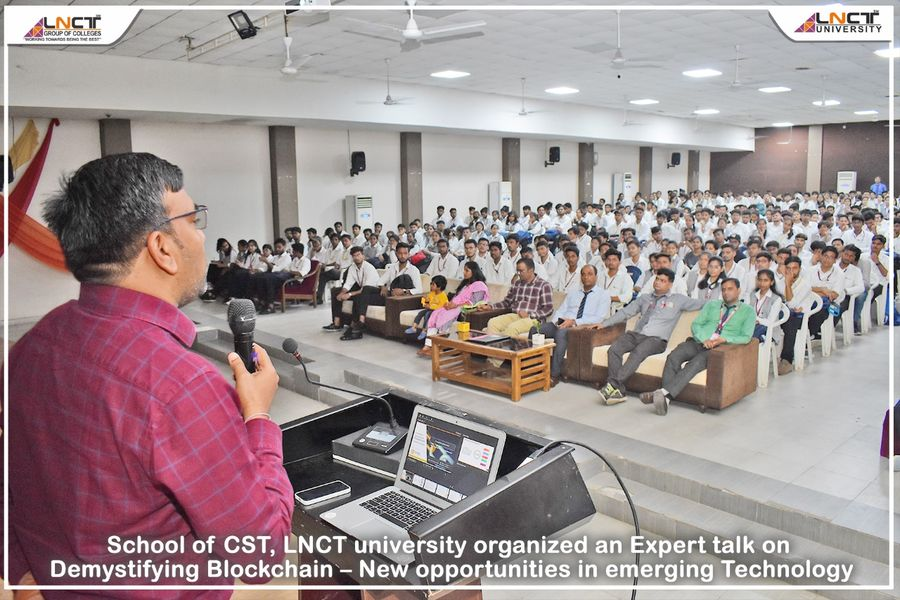 LNCT
GROUP OF COLLEGES
"WORKING TOWARDS BEING THE BEST"
LNCT
UNIVERSITY
School of CST, LNCT university organized an Expert talk on
Demystifying Blockchain – New opportunities in emerging Technology